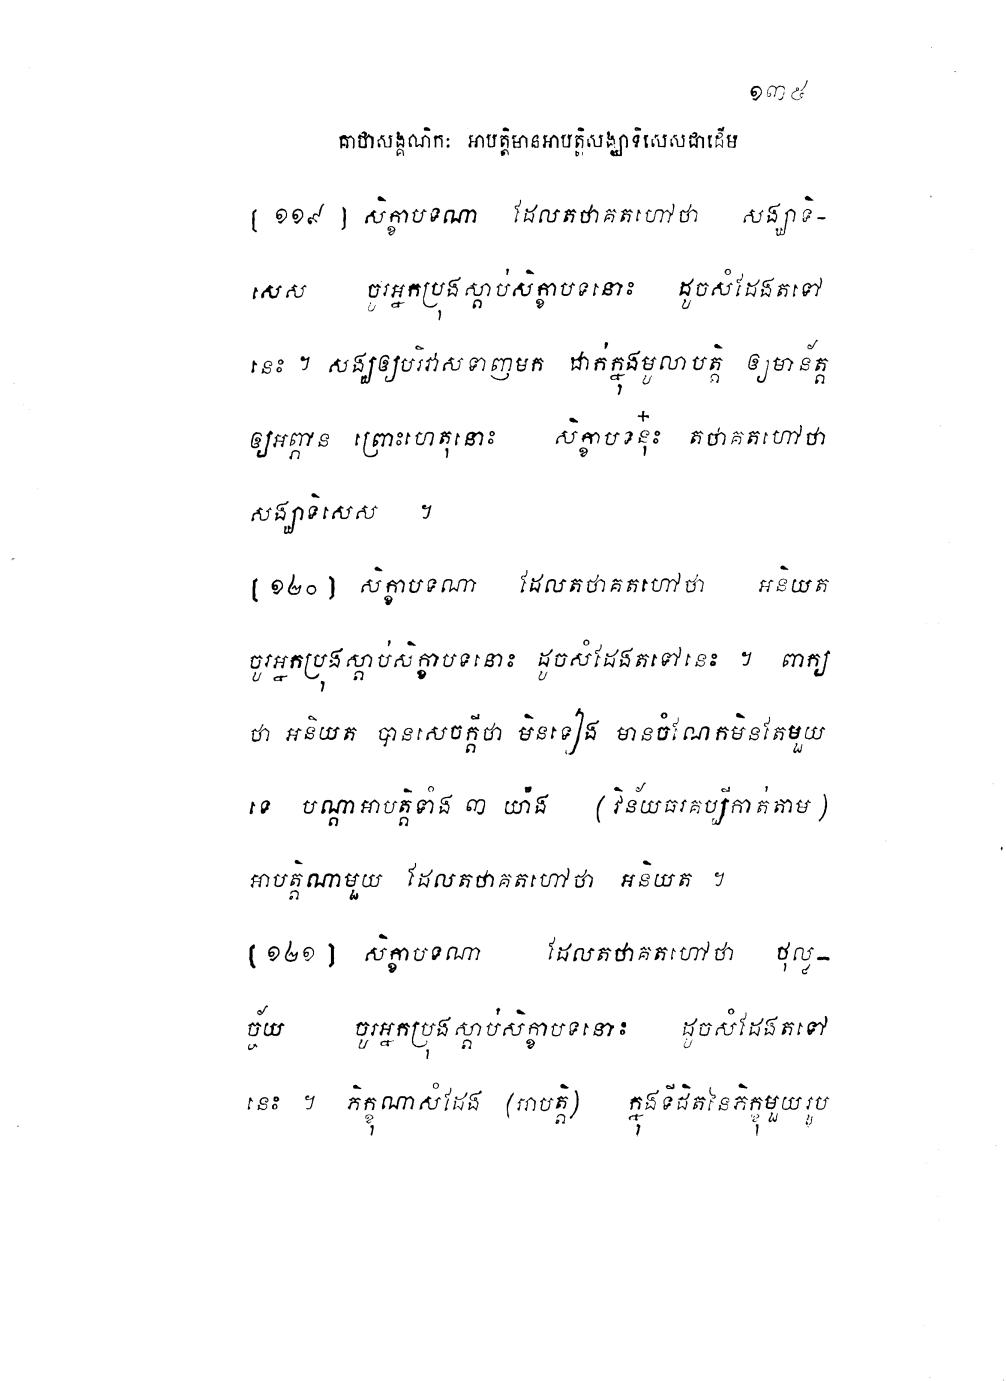 ១៣៥
គាថាសង្គណិកៈ អាបត្តិមានអាបត្តិសង្ឃាទិសេសជាដើម
[ ១១៩ ] សិក្ខាបទណា ដែលតថាគតហៅថា សង្ឃាទិ-
សេស ចូរអ្នកប្រុងស្តាប់សិក្ខាបទនោះ ដូចសំដែងតទៅ
នេះ ។ សង្ឃឲ្យបរិវាសទាញមក ដាក់ក្នុងមូលាបត្តិ ឲ្យមានត័្ត
ឲ្យអព្ភាន ព្រោះហេតុនោះ សិក្ខាបទនុ៎ះ តថាគតហៅថា
សង្ឃាទិសេស ។
[ ១២០ ] សិក្ខាបទណា ដែលតថាគតហៅថា អនិយត
ចូរអ្នកប្រុងស្តាប់សិក្ខាបទនោះ ដូចសំដែងតទៅនេះ ។ ពាក្យ
ថា អនិយត បានសេចក្តីថា មិនទៀង មានចំណែកមិនតែមួយ
ទេ បណ្តាអាបត្តិទាំង ៣ យ៉ាង (វិន័យធរគប្បីកាត់តាម)
អាបត្តិណាមួយ ដែលតថាគតហៅថា អនិយត ។
[ ១២១ ] សិក្ខាបទណា ដែលតថាគតហៅថា ថុល្ល-
ច្ច័យ ចូរអ្នកប្រុងស្តាប់សិក្ខាបទនោះ ដូចសំដែងតទៅ
នេះ ។ ភិក្ខុណាសំដែង (អាបត្តិ) ក្នុងទីជិតនៃភិក្ខុមួយរូប